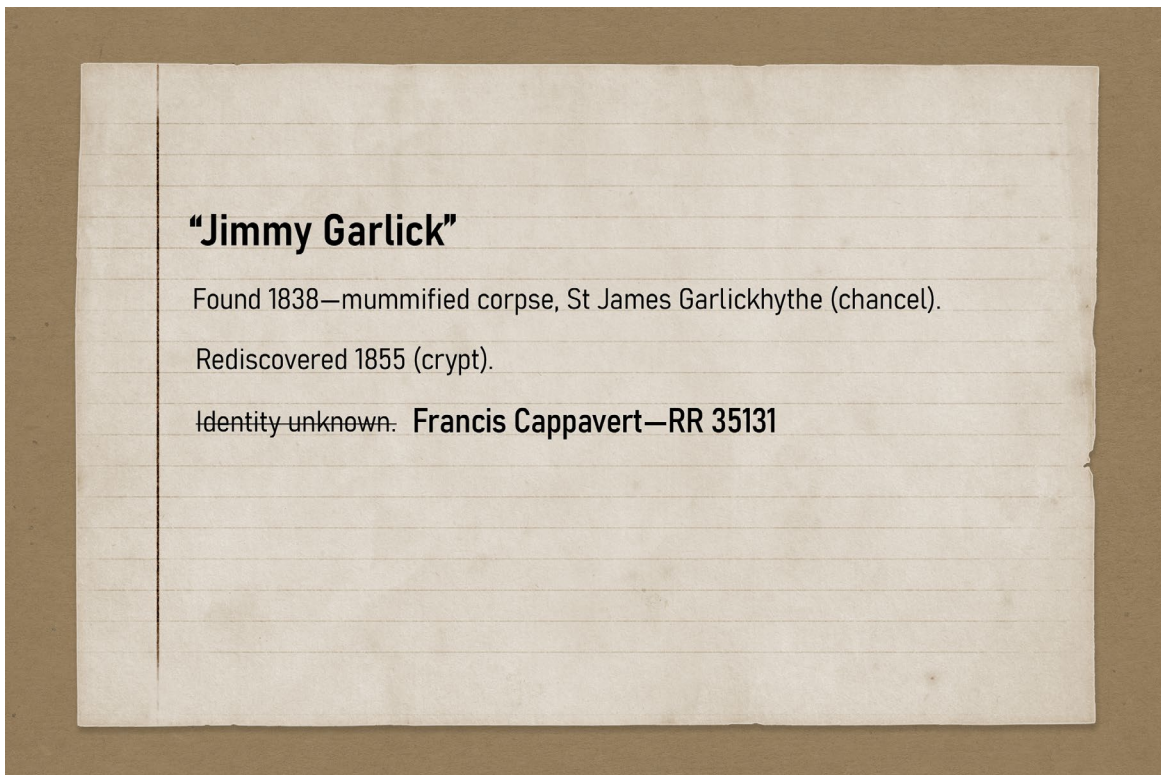 “Jimmy Garlick”
Found 1838—mummified corpse, St James Garlickhythe (chancel).
Rediscovered 1855 (crypt).
Identity unknown. Francis Cappavert—RR 35131